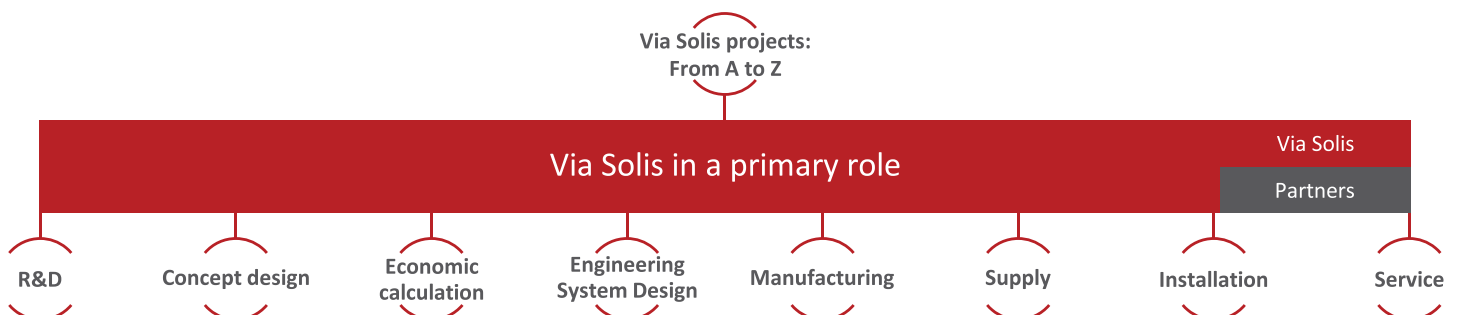 Via Solis projects:
From A to Z
Via Solis in a primary role
Via Solis
Partners
R&D
Concept design
Economic
calculation
Engineering
System Design
Manufacturing
Supply
Installation
Service